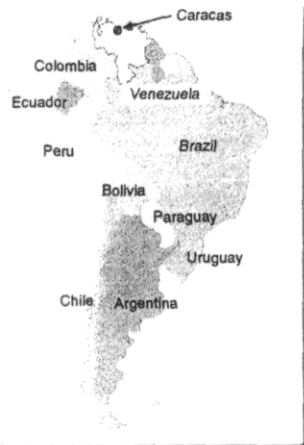 Caracas
Colombia
Ecuador
Venezuela
Peru
Brazil
Bolivia
Paraguay
Uruguay
Chile
Argentina